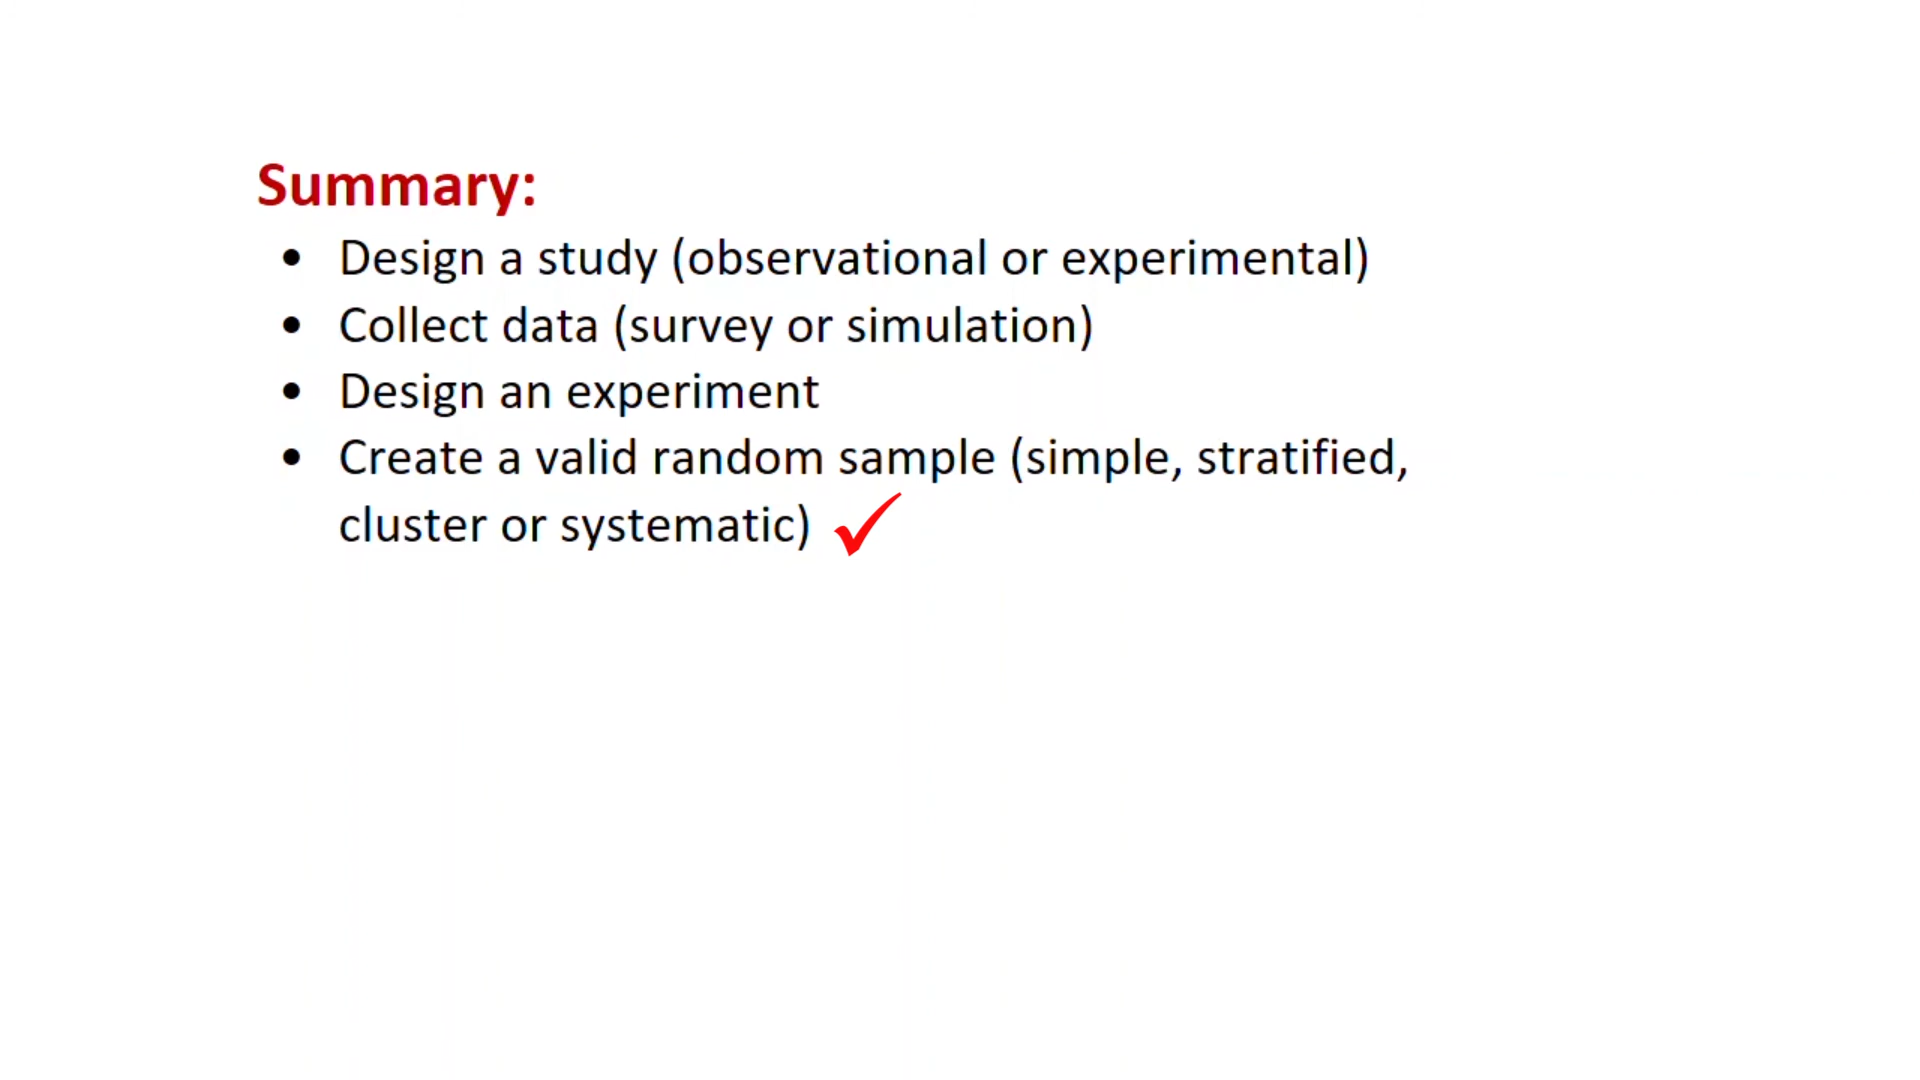 Summary:
• Design a study (observational or experimental)
• Collect data (survey or simulation)
• Design an experiment
• Create a valid random sample (simple, stratified,
cluster or systematic)